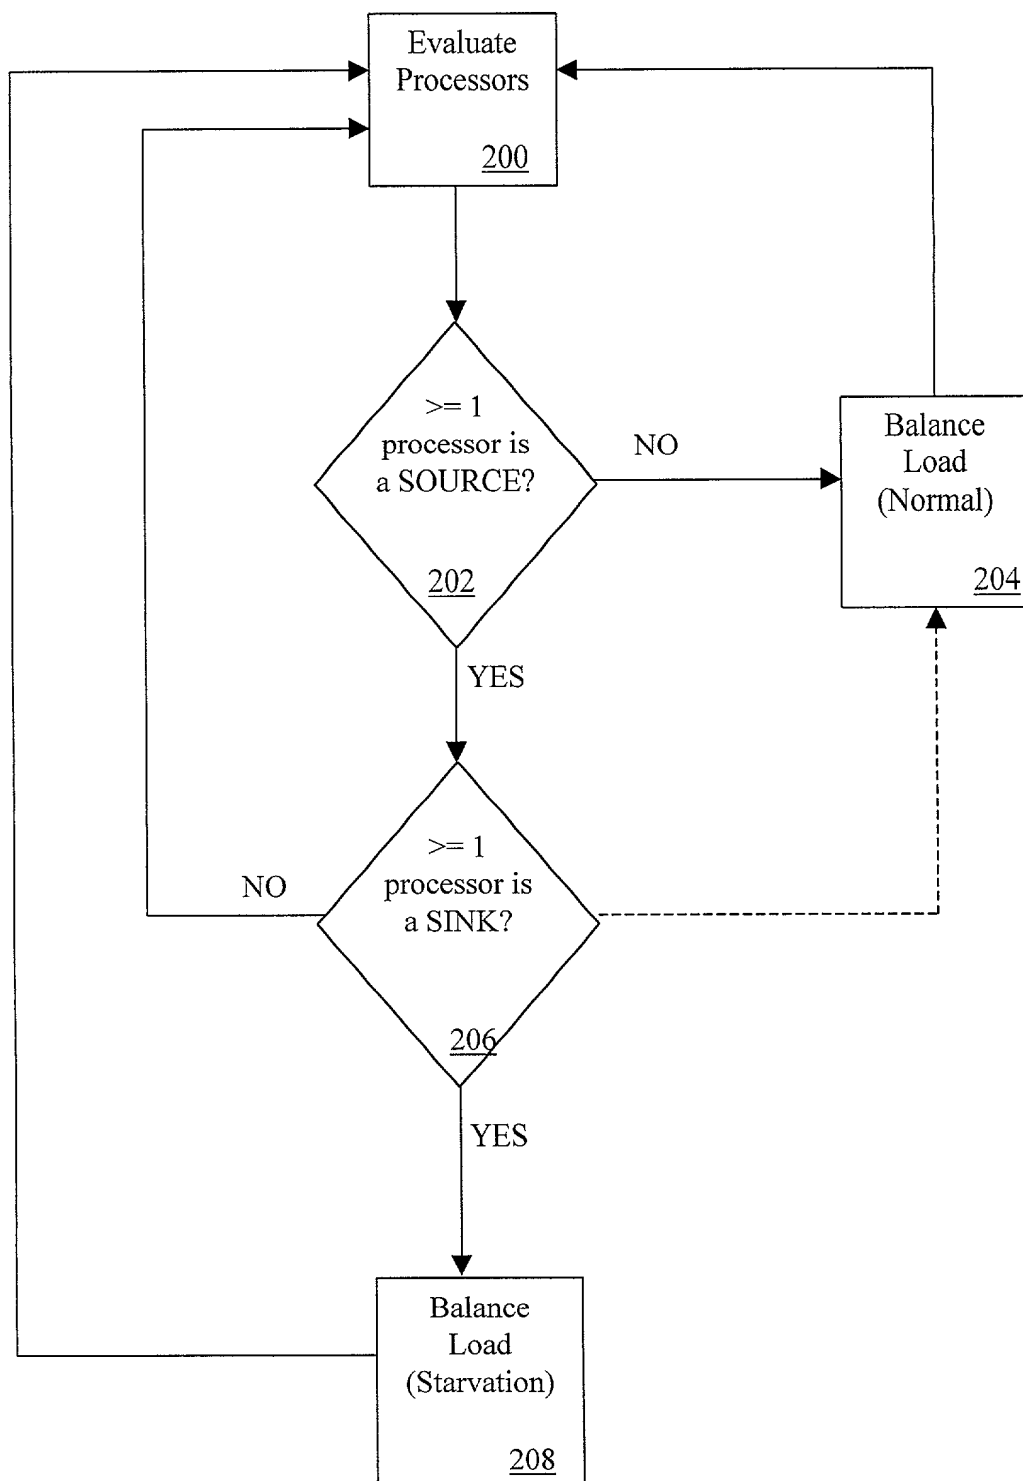 Evaluate
Processors
200
>= 1
processor is
a SOURCE?
202
NO
Balance
Load
(Normal)
204
YES
>= 1
processor is
a SINK?
206
NO
YES
Balance
Load
(Starvation)
208